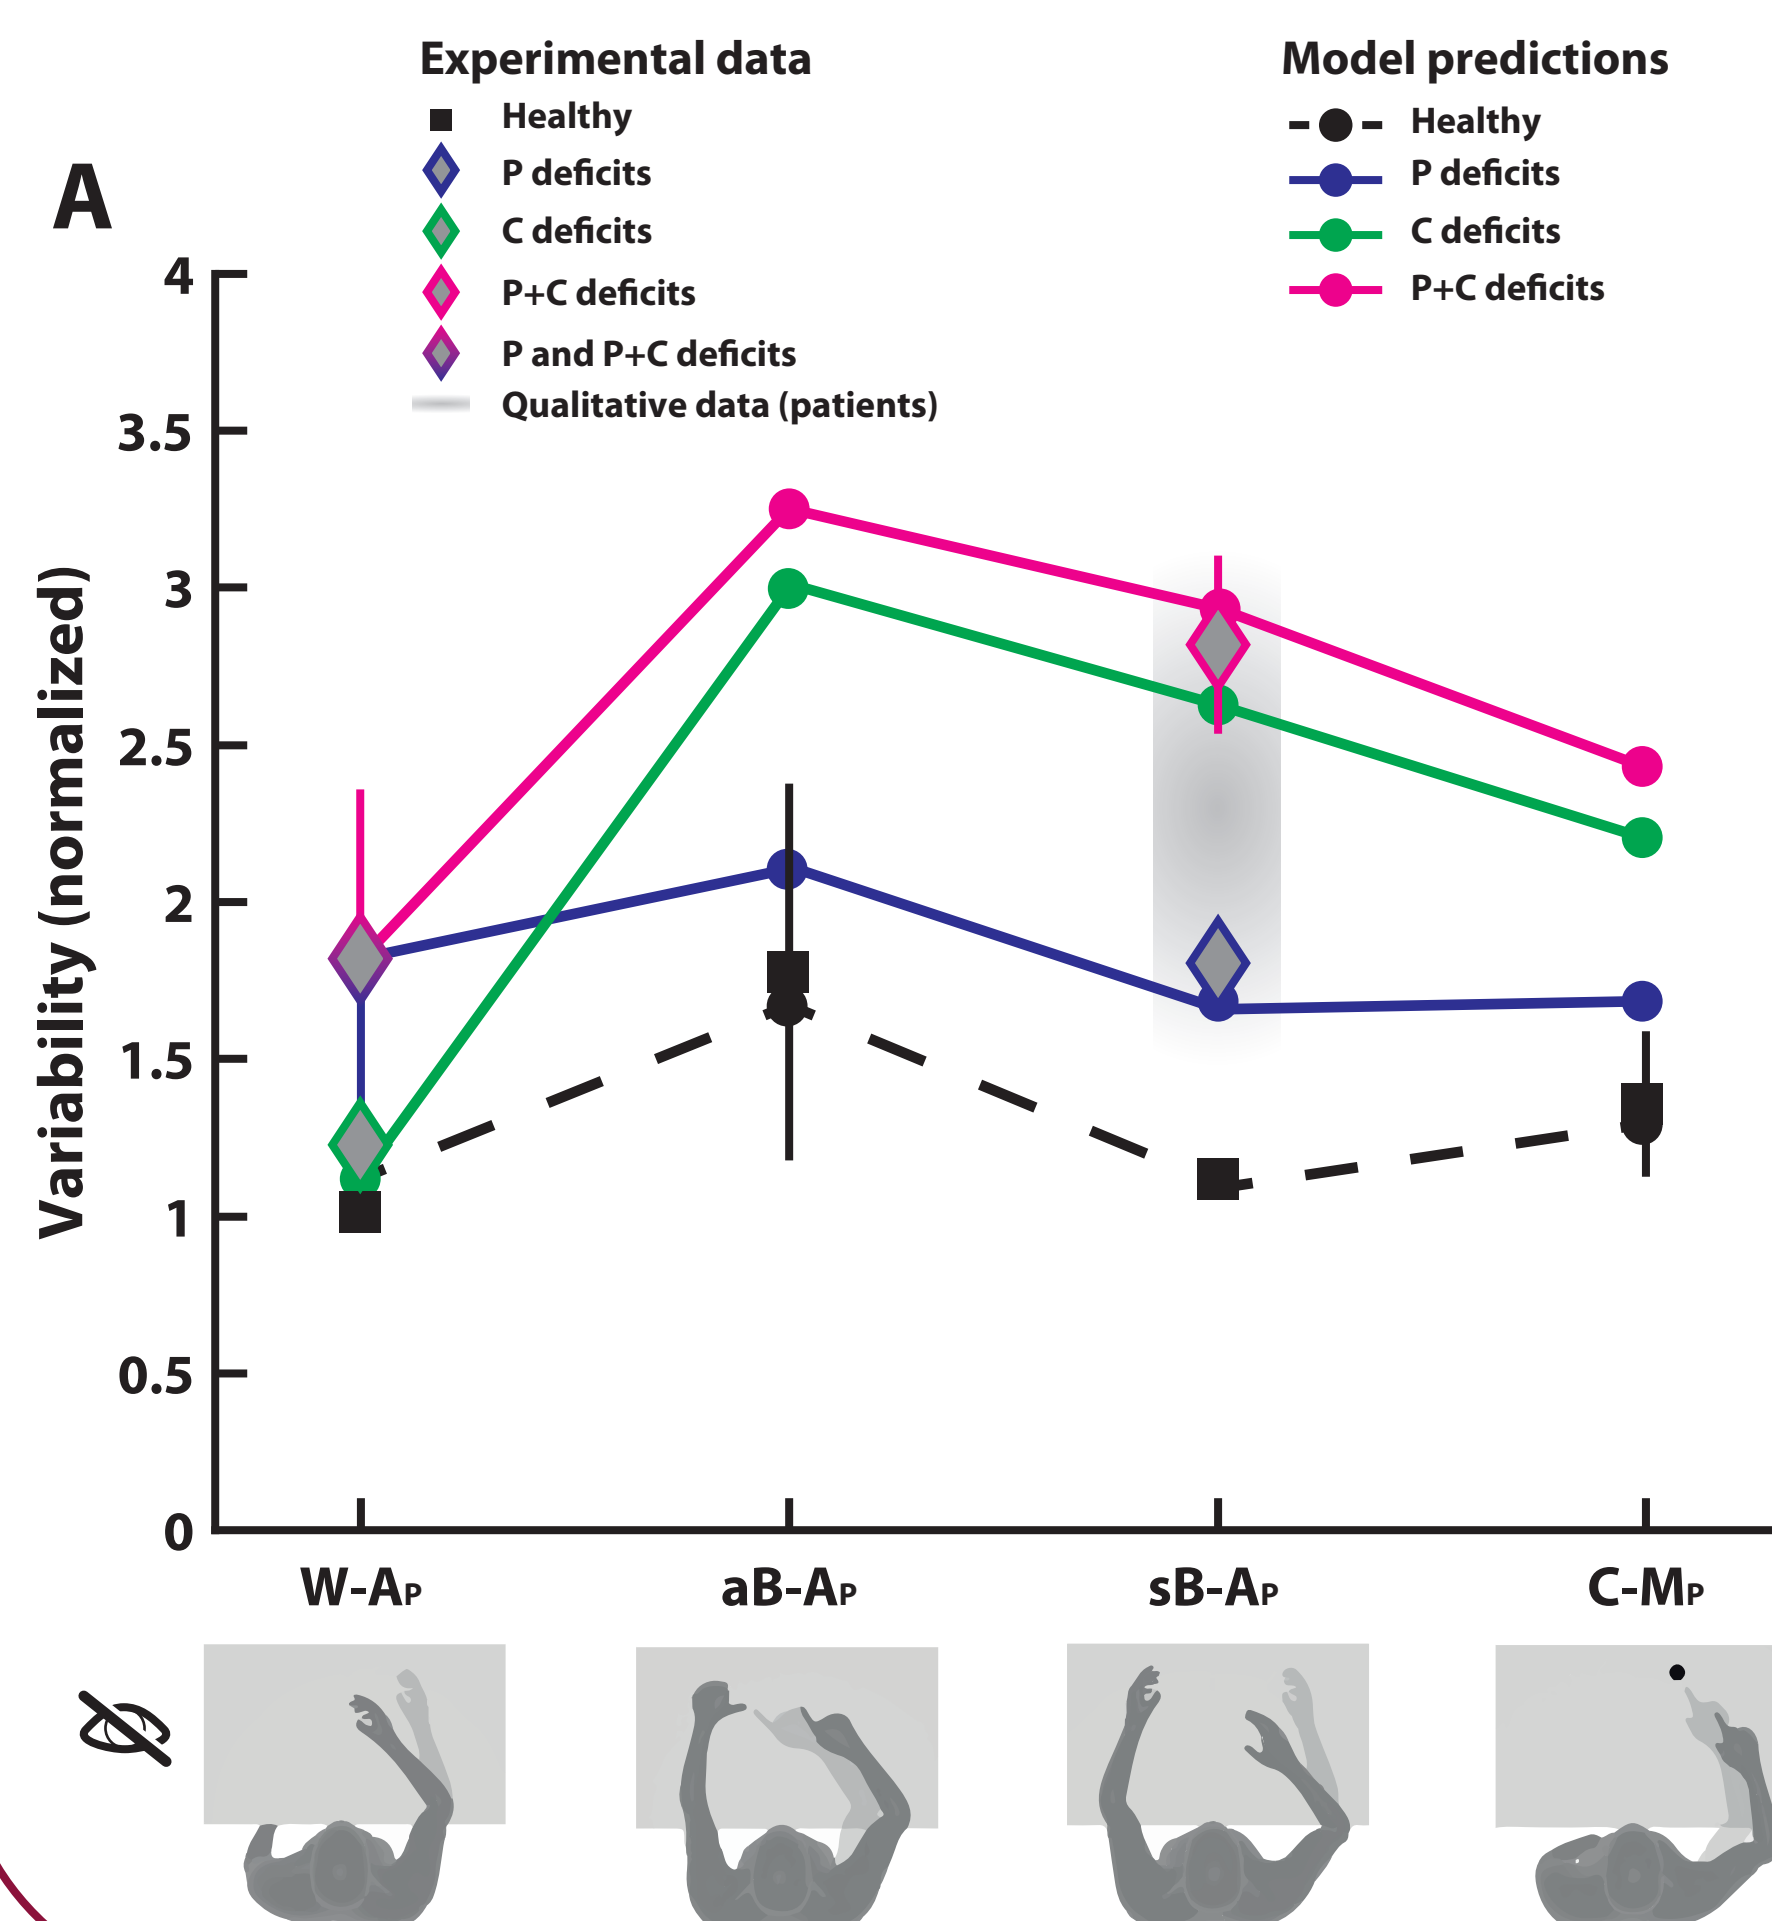 Experimental data
Healthy
P deficits
C deficits
P+C deficits
P and P+C deficits
Qualitative data (patients)
Model predictions
Healthy
P deficits
C deficits
P+C deficits
A
Variability (normalized)
4
3.5
3
2.5
2
1.5
1
0.5
0
W-AP
aB-AP
sB-AP
C-MP